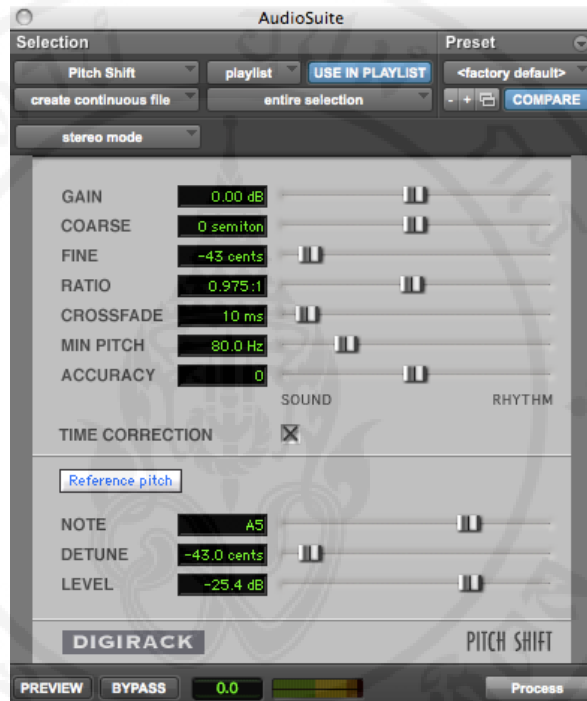 AudioSuite
Selection Preset
Pitch Shift playlist USE IN PLAYLIST <factory default>
create continuous file entire selection - + COMPARE
stereo mode
GAIN 0.00 dB
COARSE 0 semiton
FINE -43 cents
RATIO 0.975:1
CROSSFADE 10 ms
MIN PITCH 80.0 Hz
ACCURACY 0
SOUND RHYTHM
TIME CORRECTION
Reference pitch
NOTE A5
DETUNE -43.0 cents
LEVEL -25.4 dB
DIGIRACK PITCH SHIFT
PREVIEW BYPASS 0.0 Process